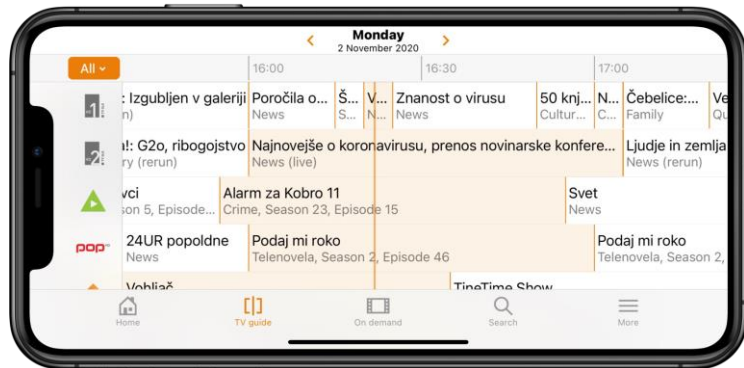 Monday
2 November 2020
All
16:00
16:30
17:00
1
: Izgubljen v galeriji
n)
Poročila o...
News
Š...
S...
V...
N...
Znanost o virusu
News
50 knj...
Cultur...
N...
C...
Čebelice:...
Family
Ve
Qu
2
a!: G2o, ribogojstvo
ry (rerun)
Najnovejše o koronavirusu, prenos novinarske konfere...
News (live)
Ljudje in zemlja
News (rerun)
vci
son 5, Episode...
Alarm za Kobro 11
Crime, Season 23, Episode 15
Svet
News
pop
24UR popoldne
News
Podaj mi roko
Telenovela, Season 2, Episode 46
Podaj mi roko
Telenovela, Season 2,
Vohljač
TineTime Show
Home
TV guide
On demand
Search
More